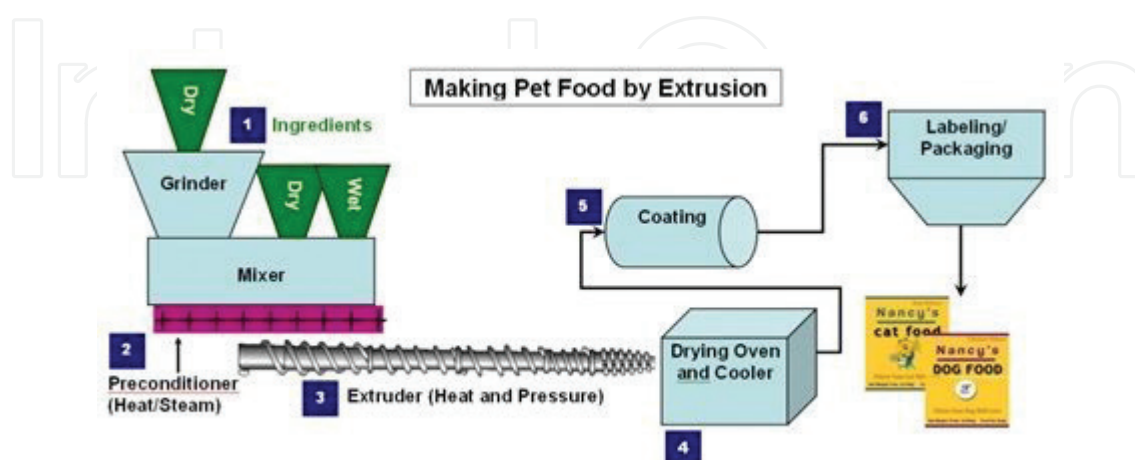 Making Pet Food by Extrusion
Dry
1 Ingredients
Grinder
Dry
Wet
Mixer
2
Preconditioner
(Heat/Steam)
3 Extruder (Heat and Pressure)
Drying Oven
and Cooler
4
5
Coating
6
Labeling/
Packaging
Nancy's
cat food
Nancy's
DOG FOOD